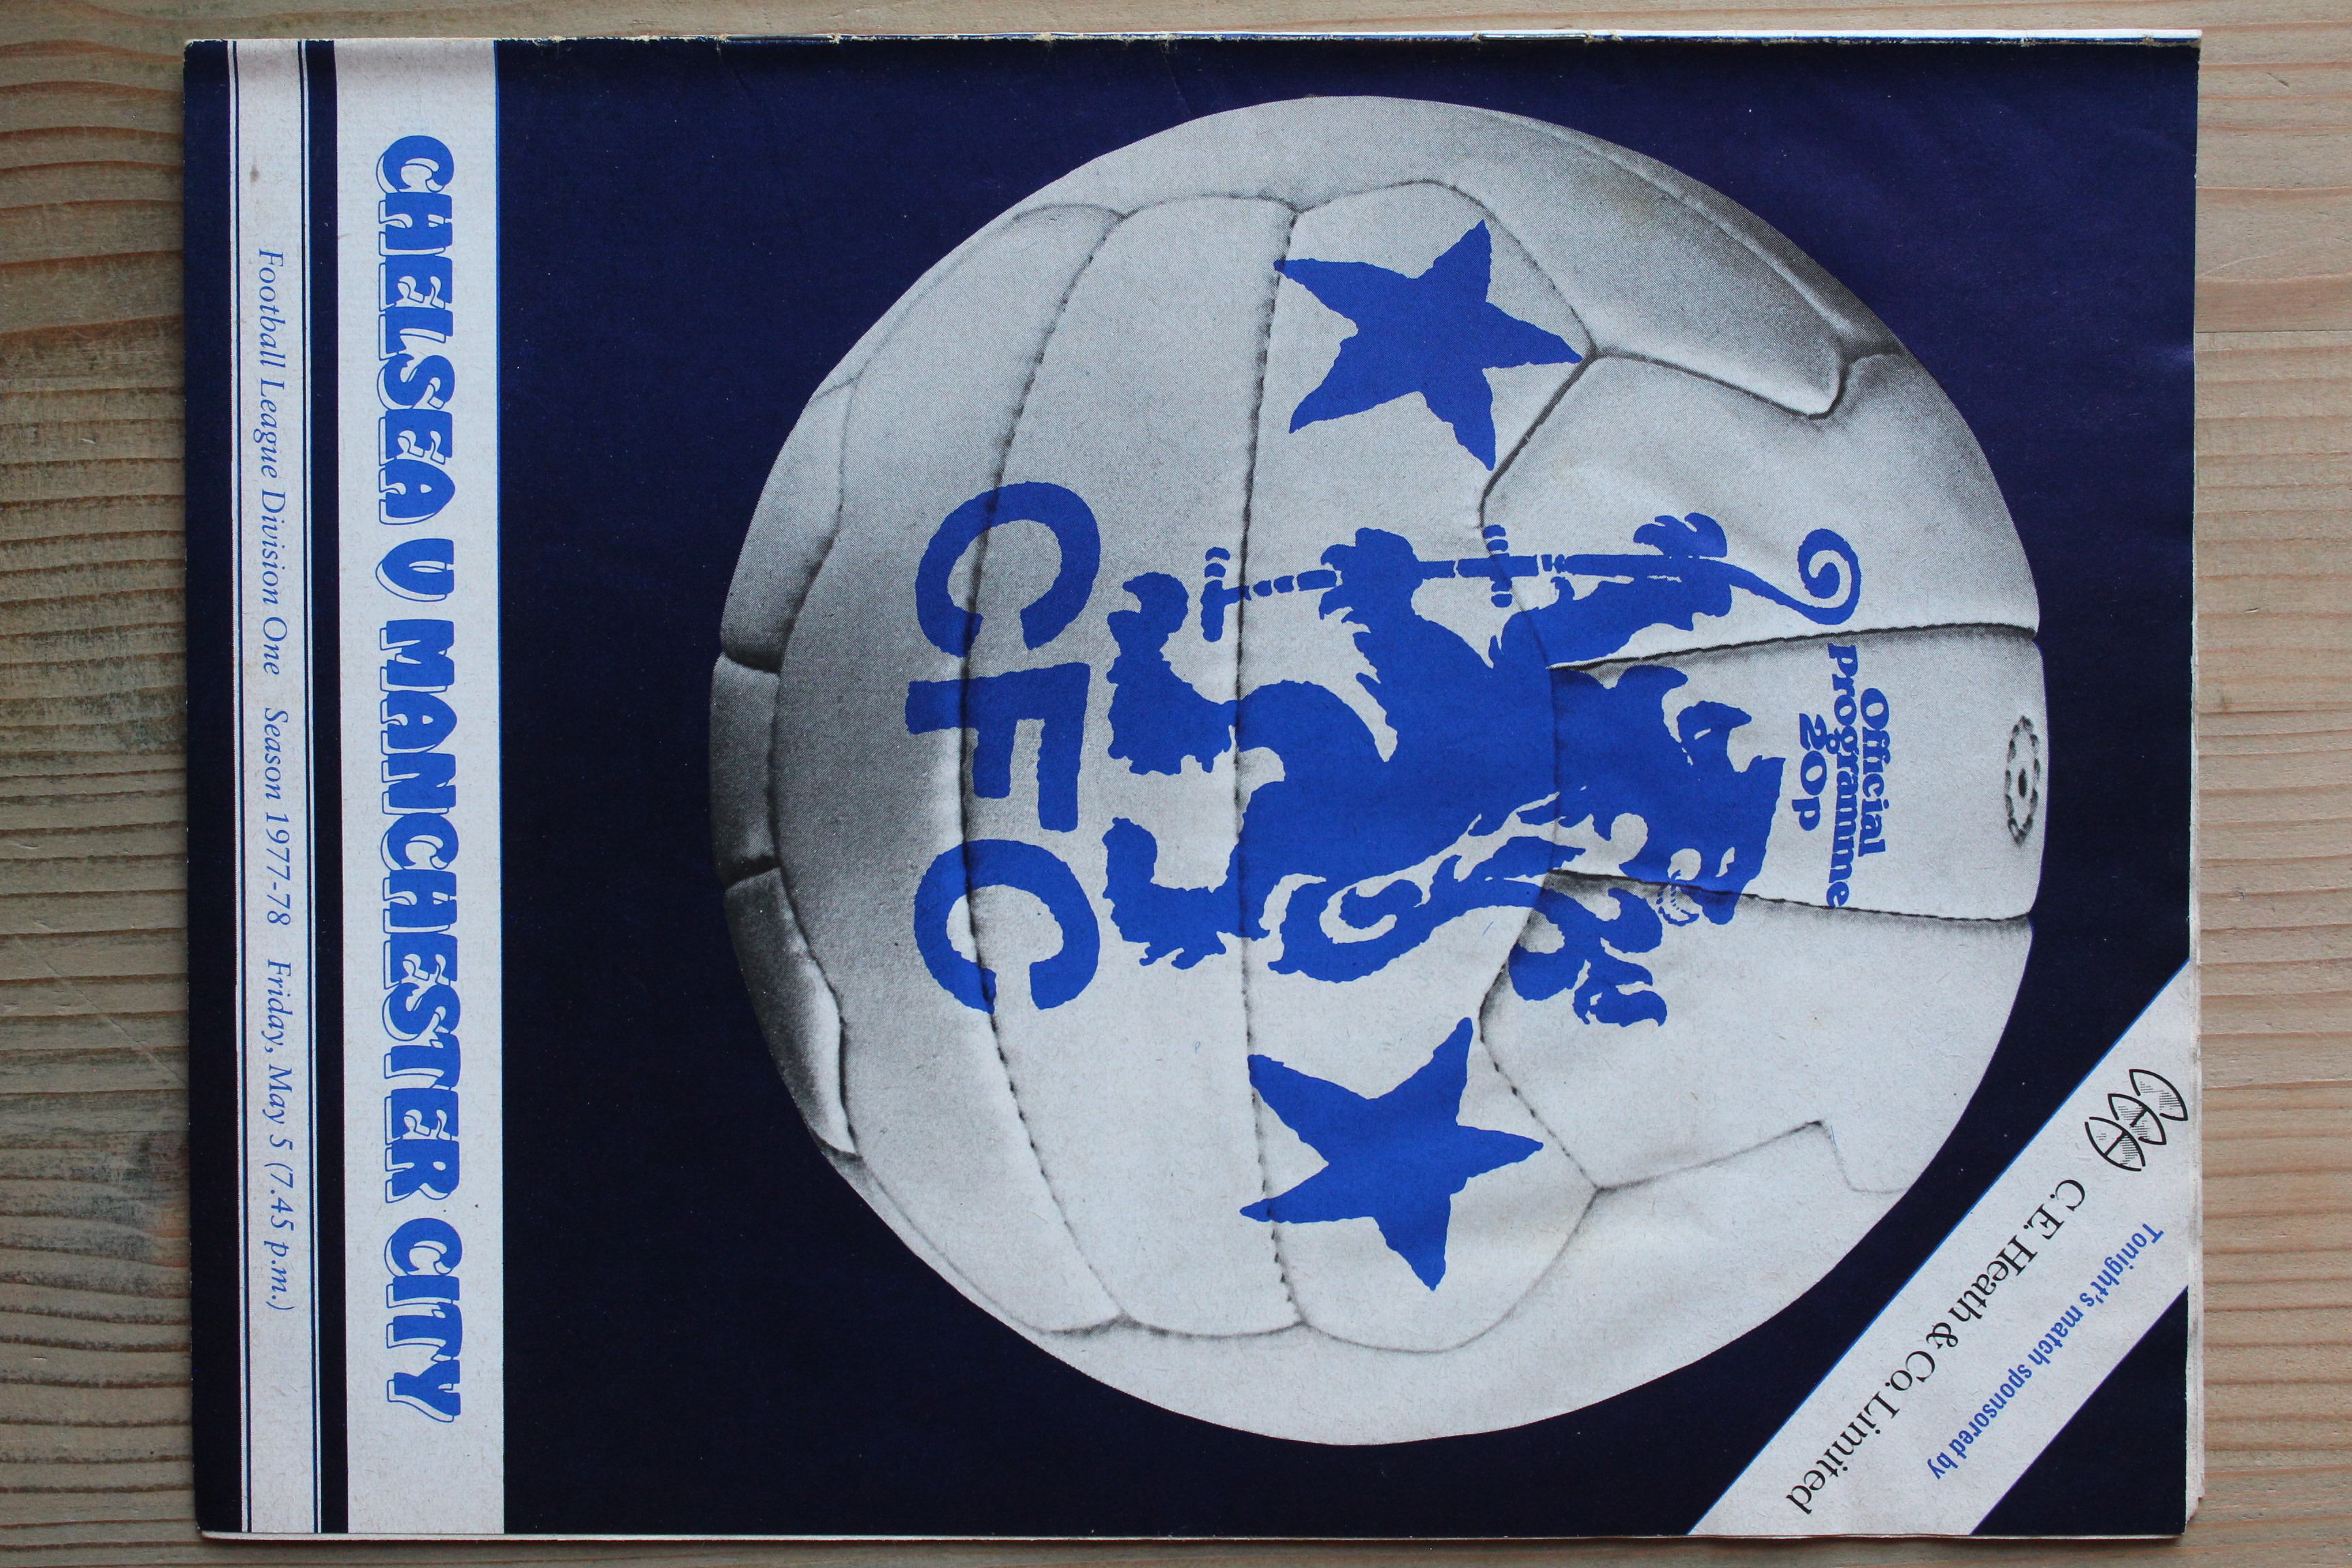 Tonight's match sponsored by
C.E. Heath & Co. Limited
Official
Programme
20p
CFC
CHELSEA V MANCHESTER CITY
Football League Division One Season 1977-78 Friday, May 5 (7.45 p.m.)